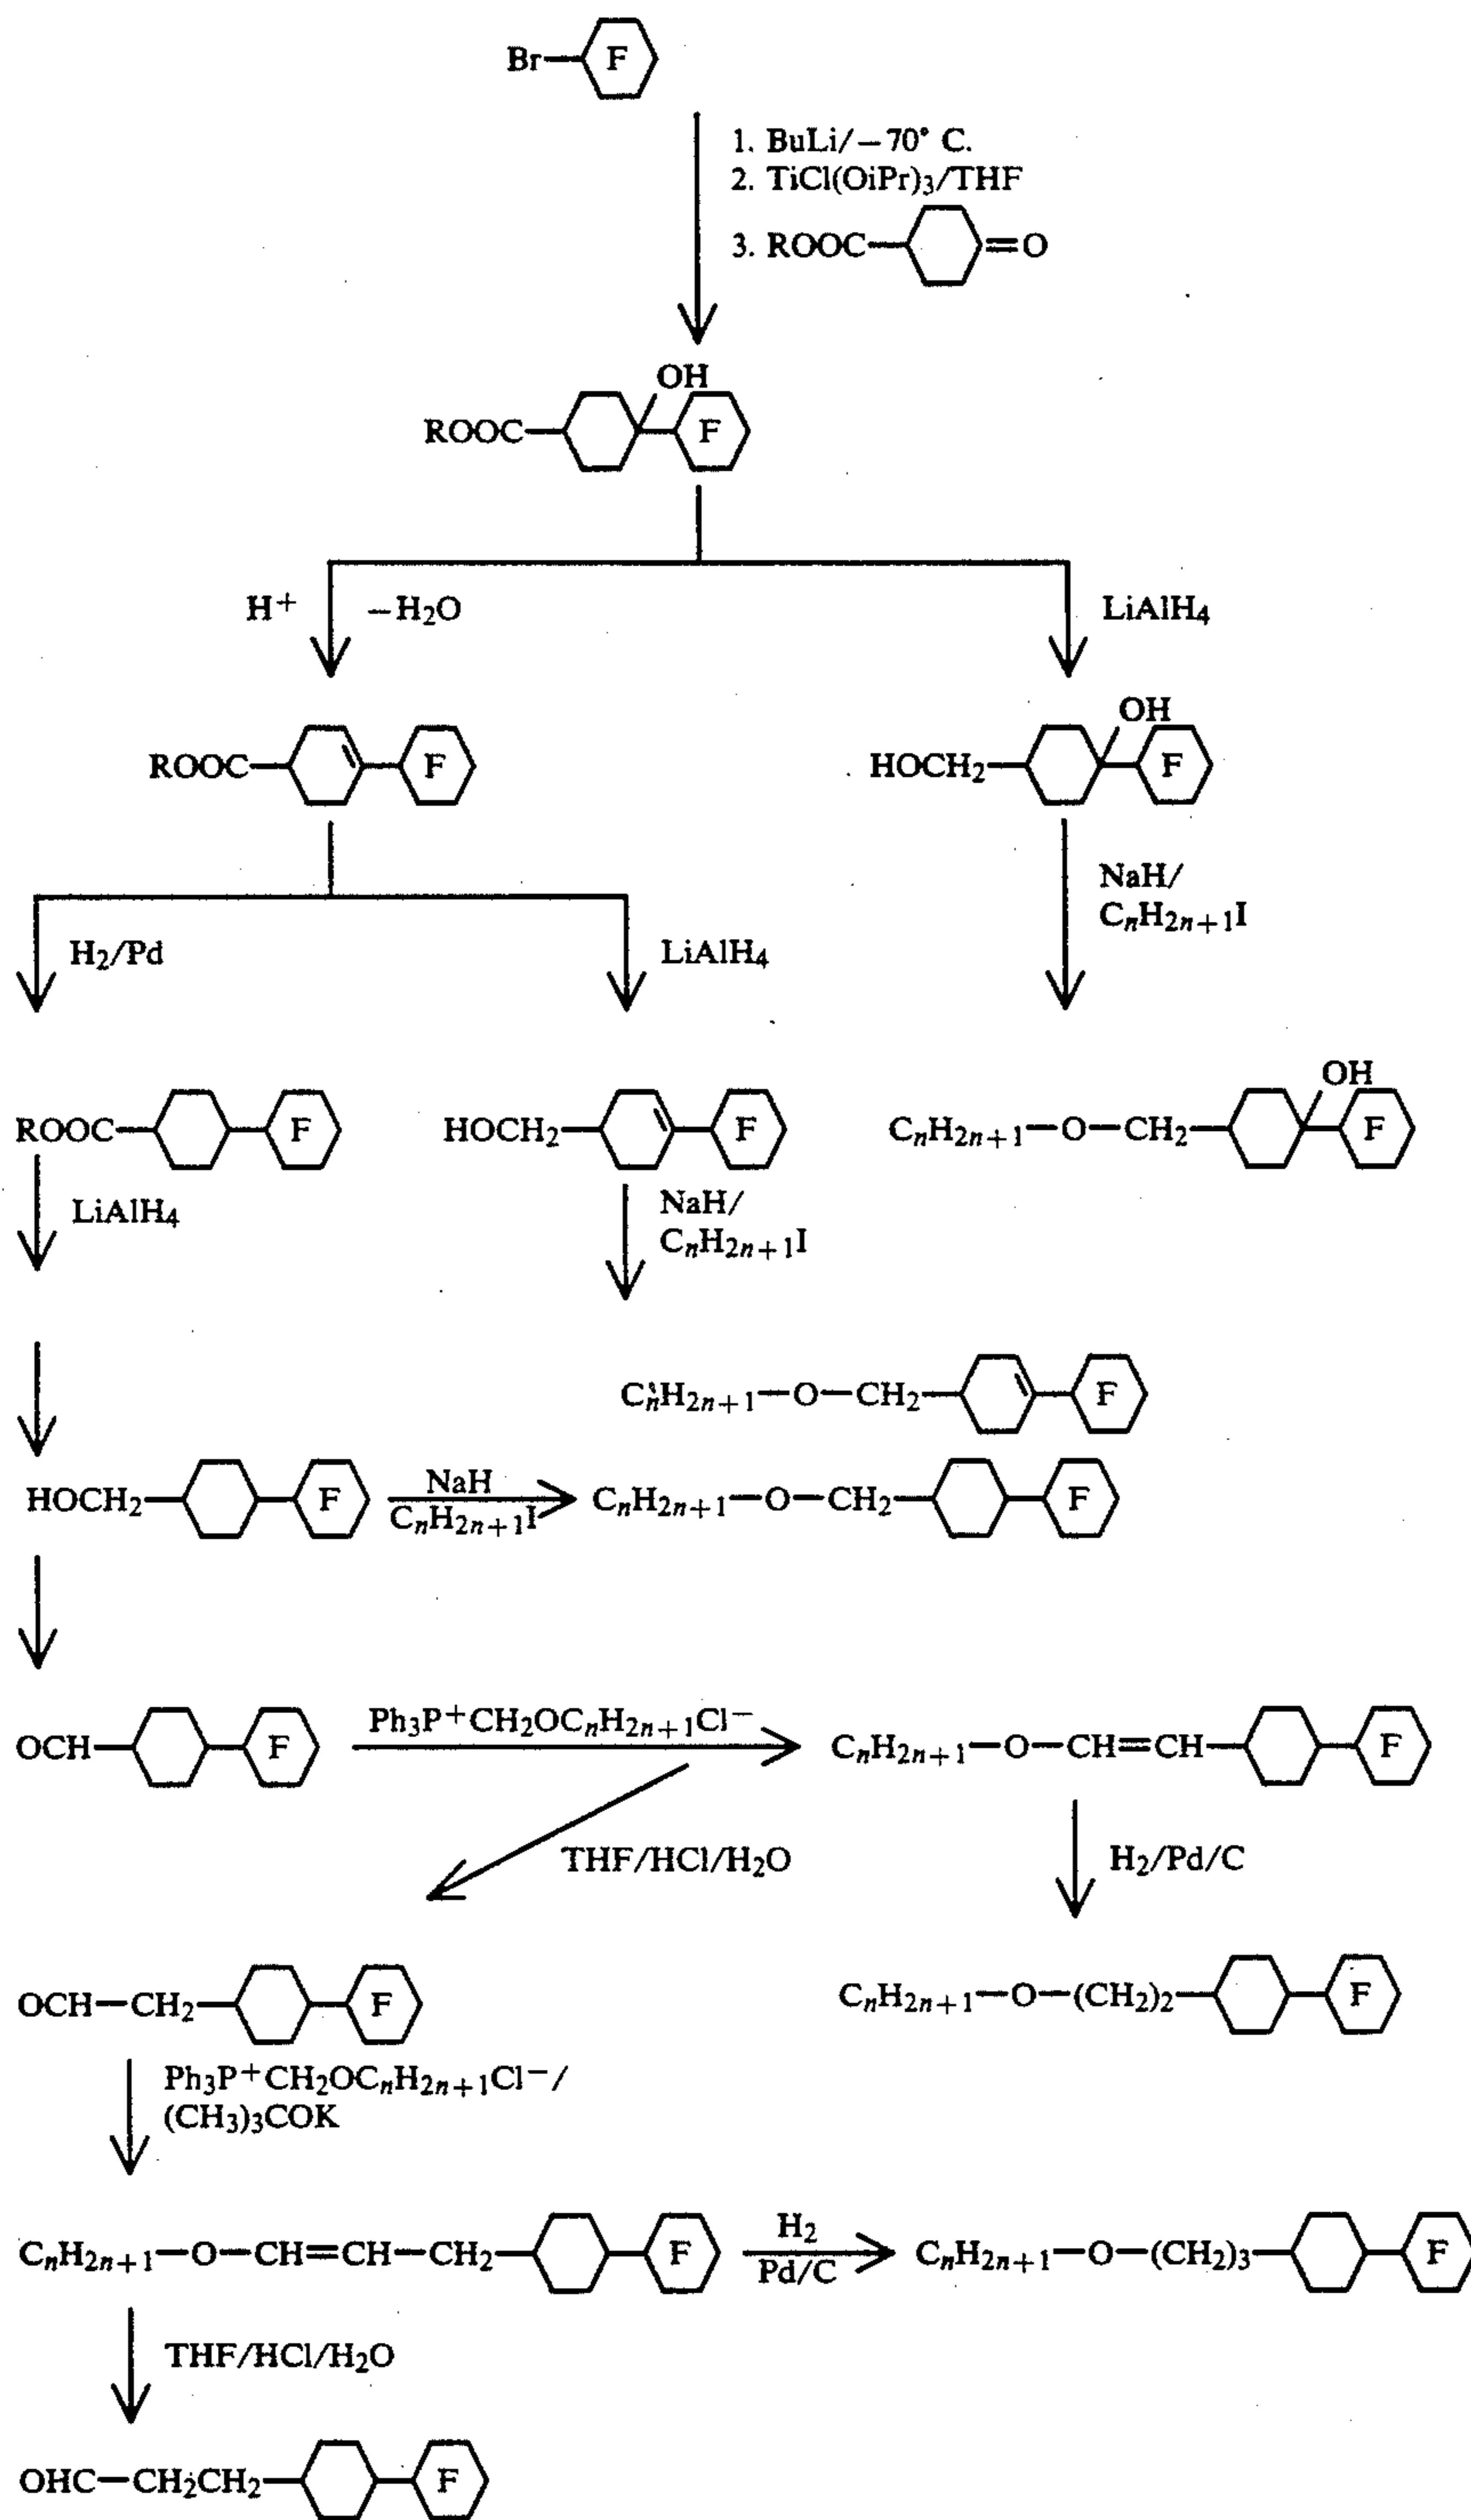 Br—F
1. BuLi/−70° C.
2. TiCl(OiPr)3/THF
3. ROOC— =O
OH
ROOC— F
H+ −H2O LiAlH4
OH
ROOC— F HOCH2— F
NaH/
CnH2n+1I
H2/Pd LiAlH4
OH
ROOC— F HOCH2— F CnH2n+1—O—CH2— F
LiAlH4 NaH/
CnH2n+1I
CnH2n+1—O—CH2— F
HOCH2— F NaH CnH2n+1—O—CH2— F
CnH2n+1I
Ph3P+CH2OCnH2n+1Cl−
OCH— F CnH2n+1—O—CH=CH— F
THF/HCl/H2O H2/Pd/C
OCH—CH2— F CnH2n+1—O—(CH2)2— F
Ph3P+CH2OCnH2n+1Cl−/
(CH3)3COK
H2
CnH2n+1—O—CH=CH—CH2— F CnH2n+1—O—(CH2)3— F
Pd/C
THF/HCl/H2O
OHC—CH2CH2— F